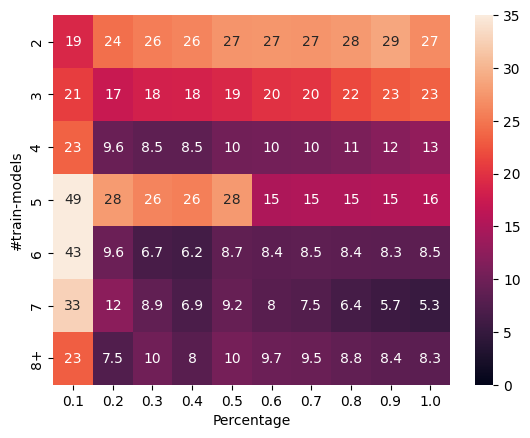 2 19 24 26 26 27 27 27 28 29 27
3 21 17 18 18 19 20 20 22 23 23
4 23 9.6 8.5 8.5 10 10 10 11 12 13
5 49 28 26 26 28 15 15 15 15 16
6 43 9.6 6.7 6.2 8.7 8.4 8.5 8.4 8.3 8.5
7 33 12 8.9 6.9 9.2 8 7.5 6.4 5.7 5.3
8+ 23 7.5 10 8 10 9.7 9.5 8.8 8.4 8.3
0.1 0.2 0.3 0.4 0.5 0.6 0.7 0.8 0.9 1.0
Percentage
#train-models
35
30
25
20
15
10
5
0